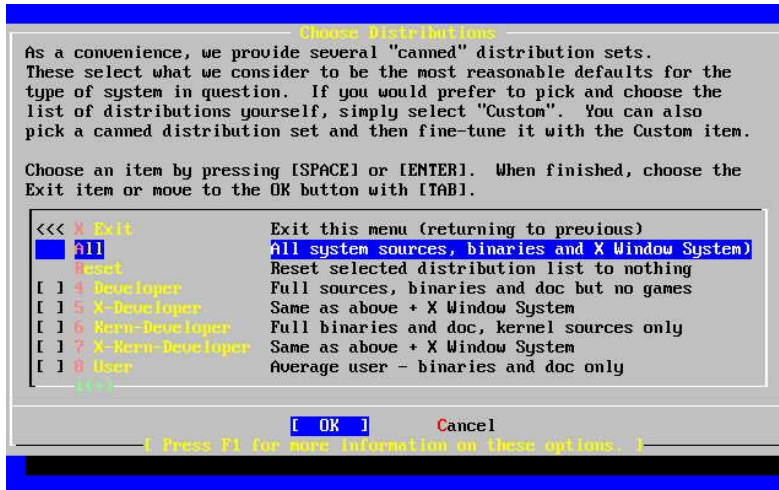 Choose Distributions
As a convenience, we provide several "canned" distribution sets.
These select what we consider to be the most reasonable defaults for the
type of system in question.  If you would prefer to pick and choose the
list of distributions yourself, simply select "Custom".  You can also
pick a canned distribution set and then fine-tune it with the Custom item.
Choose an item by pressing [SPACE] or [ENTER].  When finished, choose the
Exit item or move to the OK button with [TAB].
<<< X Exit Exit this menu (returning to previous)
All All system sources, binaries and X Window System)
Reset Reset selected distribution list to nothing
[ ] 4 Developer Full sources, binaries and doc but no games
[ ] 5 X-Developer Same as above + X Window System
[ ] 6 Kern-Developer Full binaries and doc, kernel sources only
[ ] 7 X-Kern-Developer Same as above + X Window System
[ ] 8 User Average user - binaries and doc only
[ OK ] Cancel
[ Press F1 for more information on these options. ]